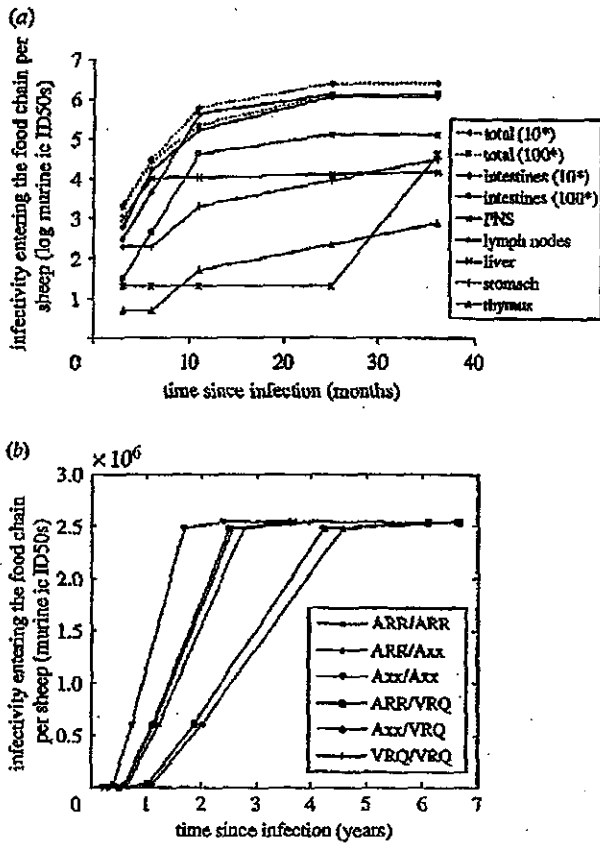 (a)
infectivity entering the food chain per
sheep (log murine ic ID50s)
7
6
5
4
3
2
1
0
10
20
30
40
time since infection (months)
total (10*)
total (100*)
intestines (10*)
intestines (100*)
PNS
lymph nodes
liver
stomach
thymus
(b)
× 10⁶
infectivity entering the food chain
per sheep (murine ic ID50s)
3.0
2.5
2.0
1.5
1.0
0.5
0
1
2
3
4
5
6
7
time since infection (years)
ARR/ARR
ARR/Axx
Axx/Axx
ARR/VRQ
Axx/VRQ
VRQ/VRQ